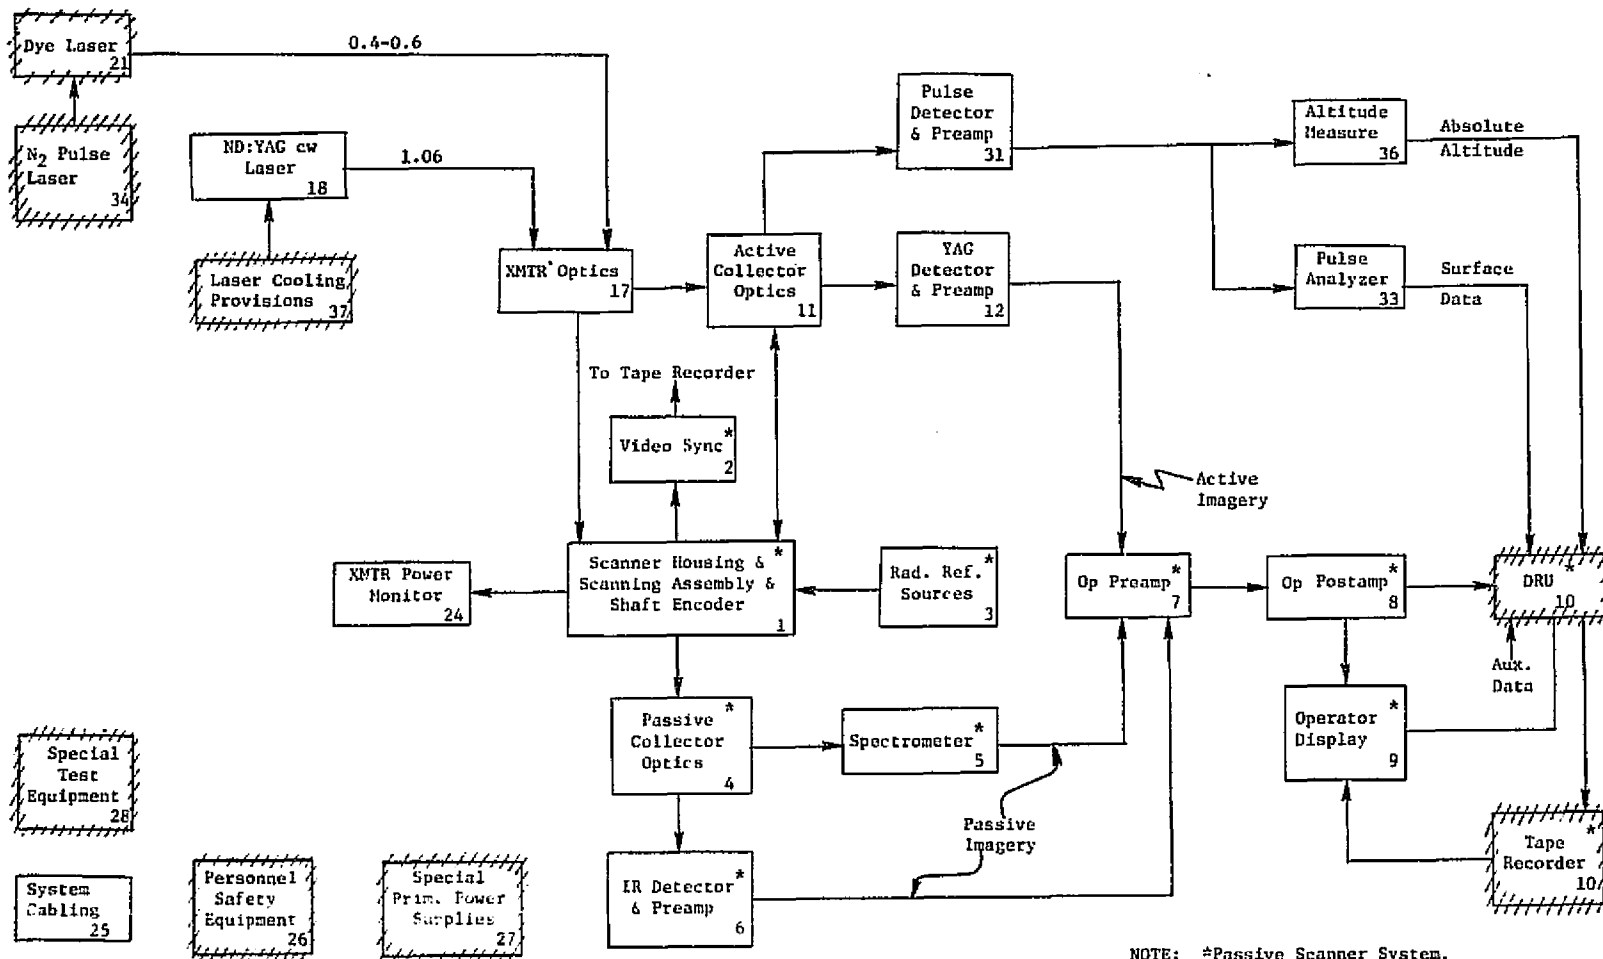 Dye Laser
21
0.4-0.6
N2 Pulse
Laser
34
ND:YAG cw
Laser
18
1.06
Laser Cooling
Provisions
37
XMTR Optics
17
Active
Collector
Optics
11
Pulse
Detector
& Preamp
31
YAG
Detector
& Preamp
12
Altitude
Measure
36
Absolute
Altitude
Pulse
Analyzer
33
Surface
Data
To Tape Recorder
Video Sync *
2
Active
Imagery
XMTR Power
Monitor
24
Scanner Housing & *
Scanning Assembly &
Shaft Encoder
1
Rad. Ref. *
Sources
3
Op Preamp *
7
Op Postamp *
8
DRU *
10
Aux.
Data
Passive *
Collector
Optics
4
Spectrometer *
5
Operator *
Display
9
Passive
Imagery
IR Detector *
& Preamp
6
Tape *
Recorder
10
Special
Test
Equipment
28
System
Cabling
25
Personnel
Safety
Equipment
26
Special
Prim. Power
Supplies
27
NOTE: *Passive Scanner System.